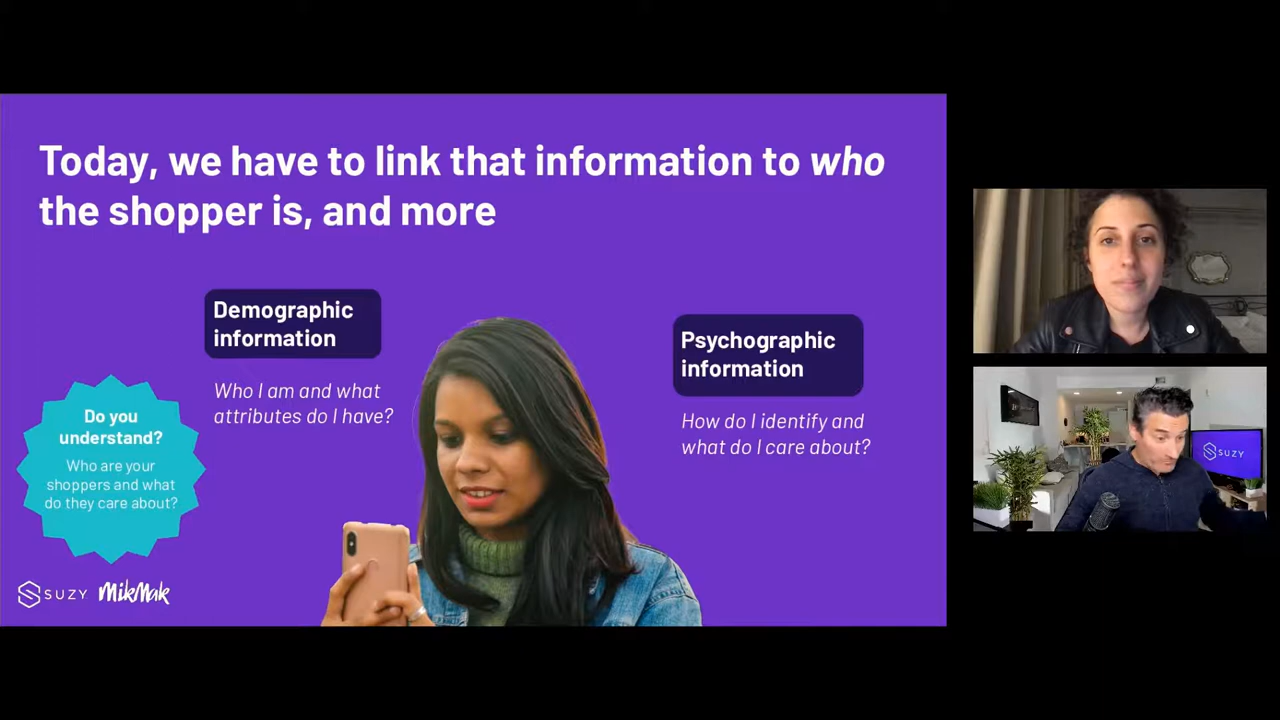 Today, we have to link that information to who
the shopper is, and more
Demographic
information
Who I am and what
attributes do I have?
Psychographic
information
How do I identify and
what do I care about?
Do you
understand?
Who are your
shoppers and what
do they care about?
SUZY MikMak
SUZY